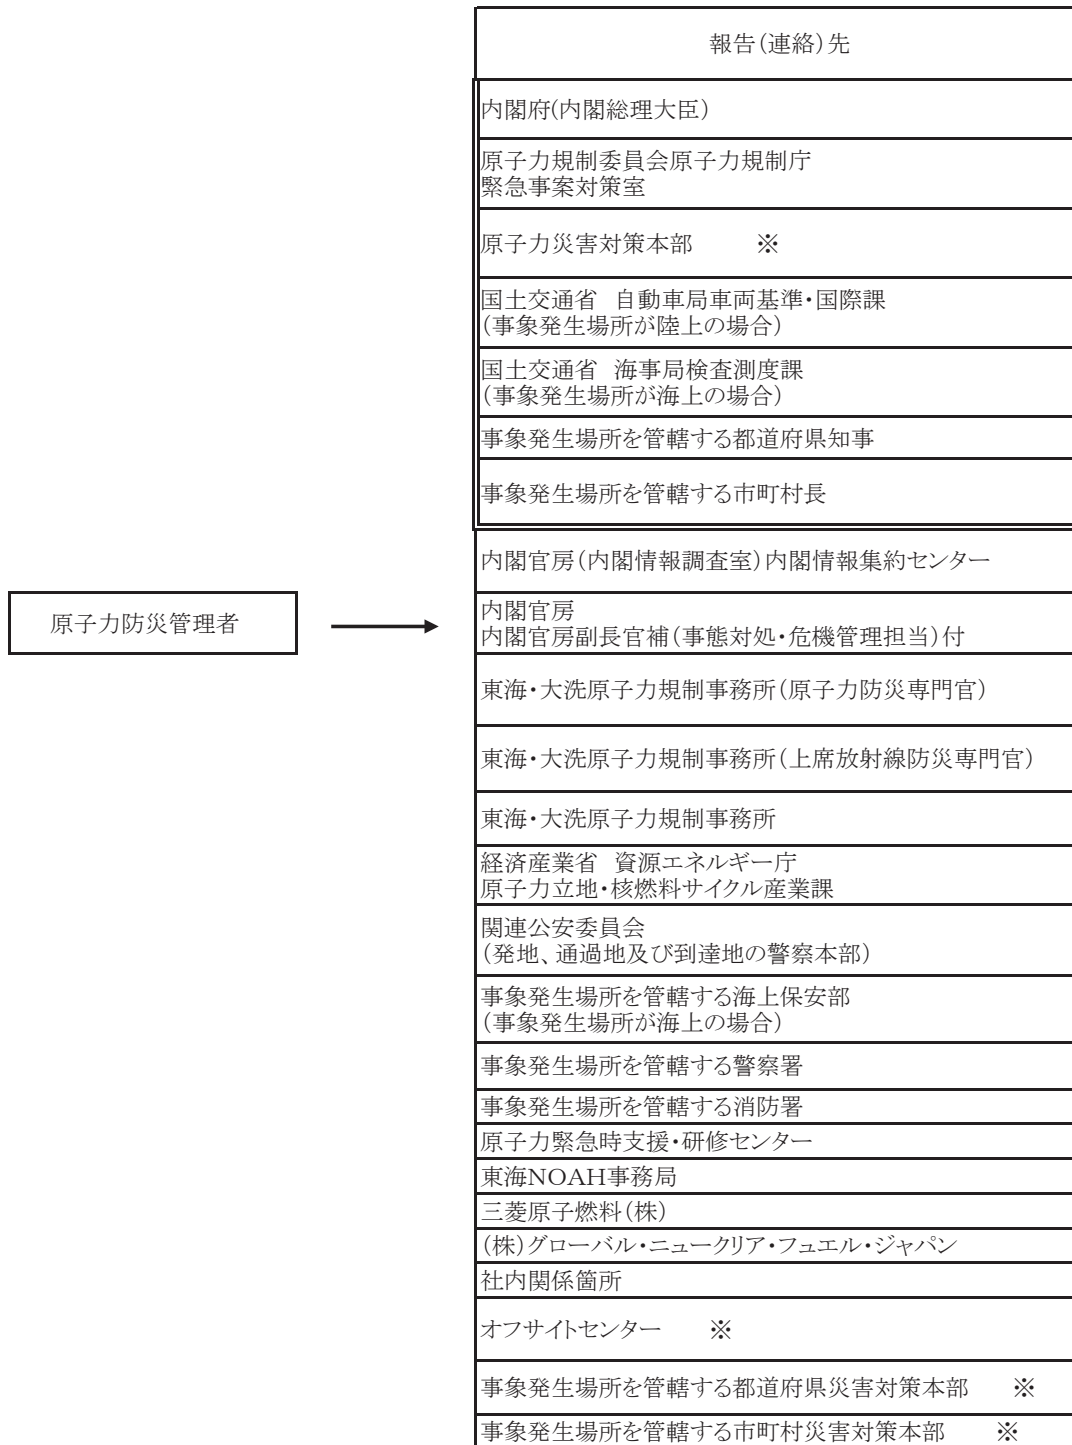 報告(連絡)先
内閣府(内閣総理大臣)
原子力規制委員会原子力規制庁
緊急事案対策室
原子力災害対策本部　　※
国土交通省　自動車局車両基準・国際課
(事象発生場所が陸上の場合)
国土交通省　海事局検査測度課
(事象発生場所が海上の場合)
事象発生場所を管轄する都道府県知事
事象発生場所を管轄する市町村長
内閣官房(内閣情報調査室)内閣情報集約センター
原子力防災管理者
内閣官房
内閣官房副長官補(事態対処・危機管理担当)付
東海・大洗原子力規制事務所(原子力防災専門官)
東海・大洗原子力規制事務所(上席放射線防災専門官)
東海・大洗原子力規制事務所
経済産業省　資源エネルギー庁
原子力立地・核燃料サイクル産業課
関連公安委員会
(発地、通過地及び到達地の警察本部)
事象発生場所を管轄する海上保安部
(事象発生場所が海上の場合)
事象発生場所を管轄する警察署
事象発生場所を管轄する消防署
原子力緊急時支援・研修センター
東海NOAH事務局
三菱原子燃料(株)
(株)グローバル・ニュークリア・フュエル・ジャパン
社内関係箇所
オフサイトセンター　　※
事象発生場所を管轄する都道府県災害対策本部　　※
事象発生場所を管轄する市町村災害対策本部　　※